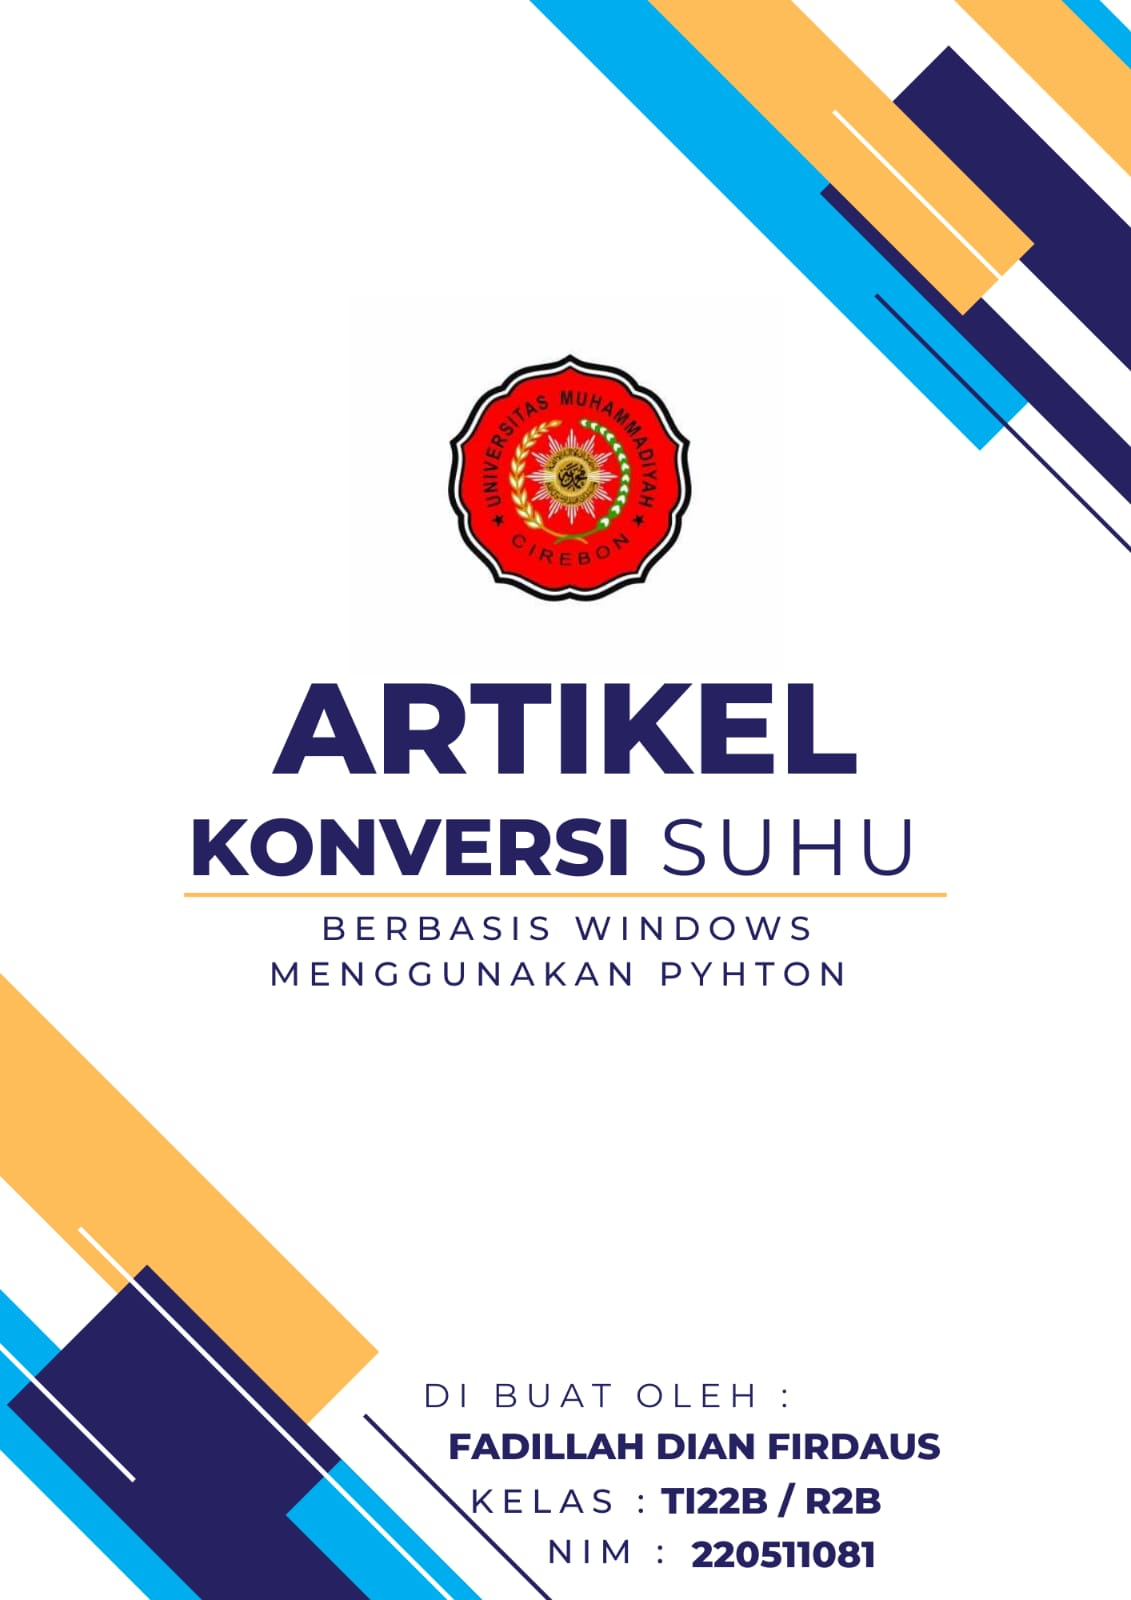 UNIVERSITAS MUHAMMADIYAH
CIREBON
ARTIKEL
KONVERSI SUHU
BERBASIS WINDOWS
MENGGUNAKAN PYHTON
DI BUAT OLEH :
FADILLAH DIAN FIRDAUS
KELAS : TI22B / R2B
NIM : 220511081